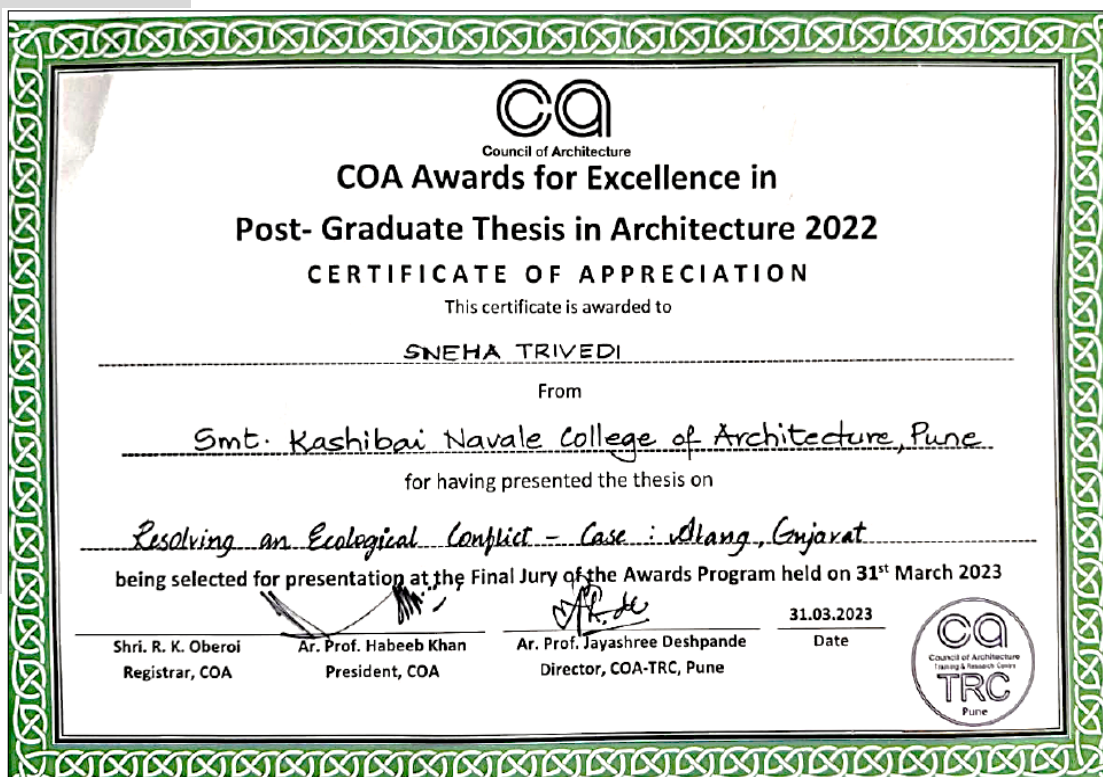 ca
Council of Architecture
COA Awards for Excellence in
Post- Graduate Thesis in Architecture 2022
CERTIFICATE OF APPRECIATION
This certificate is awarded to
SNEHA TRIVEDI
From
Smt. Kashibai Navale College of Architecture, Pune
for having presented the thesis on
Resolving an Ecological Conflict - Case : Alang, Gujarat
being selected for presentation at the Final Jury of the Awards Program held on 31st March 2023
31.03.2023
Shri. R. K. Oberoi Ar. Prof. Habeeb Khan Ar. Prof. Jayashree Deshpande Date
Registrar, COA President, COA Director, COA-TRC, Pune
ca
Council of Architecture
Training & Research Centre
TRC
Pune